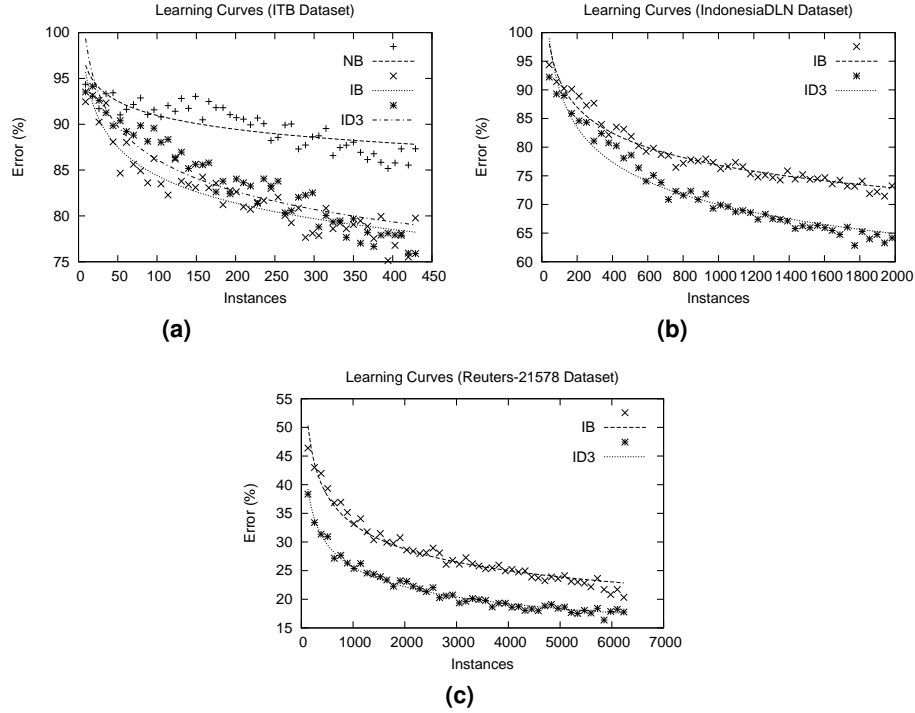 Learning Curves (ITB Dataset)
100
95
90
85
80
75
Error (%)
NB
IB
ID3
0 50 100 150 200 250 300 350 400 450
Instances
(a)
Learning Curves (IndonesiaDLN Dataset)
100
95
90
85
80
75
70
65
60
Error (%)
IB
ID3
0 200 400 600 800 1000 1200 1400 1600 1800 2000
Instances
(b)
Learning Curves (Reuters-21578 Dataset)
55
50
45
40
35
30
25
20
15
Error (%)
IB
ID3
0 1000 2000 3000 4000 5000 6000 7000
Instances
(c)